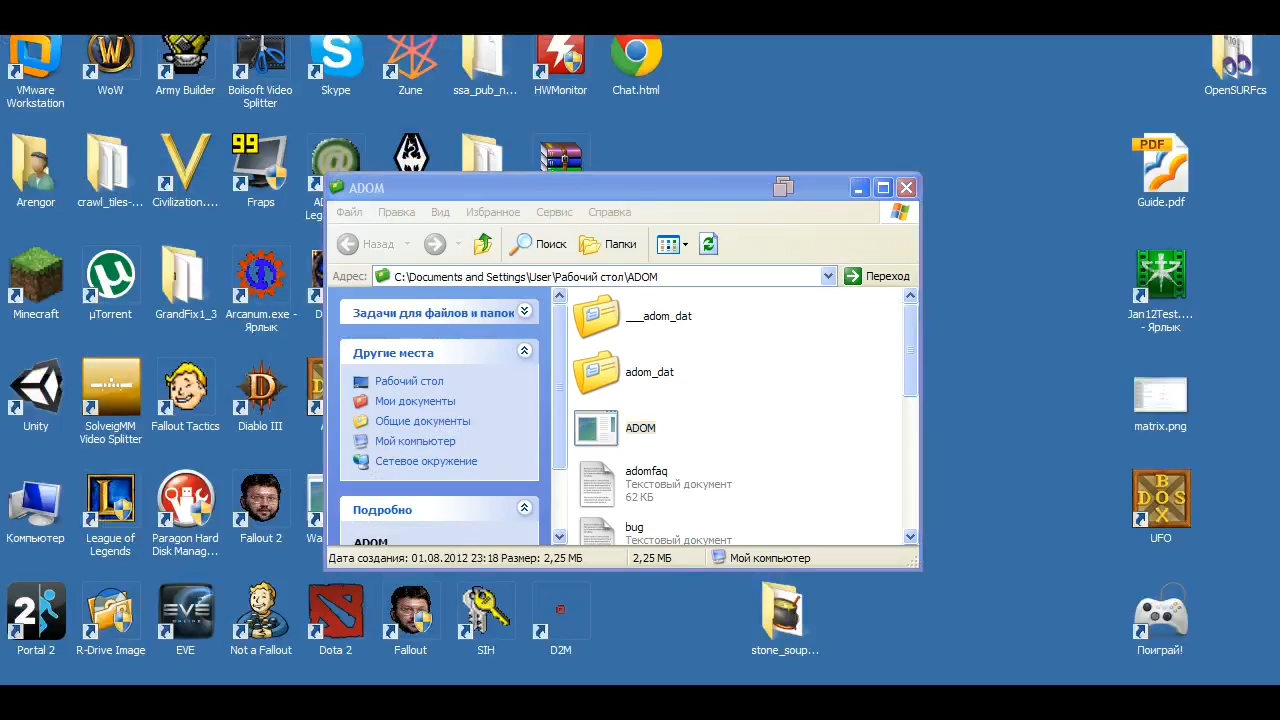 VMware
Workstation
WoW
Army Builder
Boilsoft Video
Splitter
Skype
Zune
ssa_pub_n...
HWMonitor
Chat.html
OpenSURFcs
99
Arengor
crawl_tiles-...
Civilization....
Fraps
PDF
Guide.pdf
ADOM
Файл
Правка
Вид
Избранное
Сервис
Справка
Назад
Поиск
Папки
Адрес:
C:\Documents and Settings\User\Рабочий стол\ADOM
Переход
Minecraft
µTorrent
GrandFix1_3
Arcanum.exe -
Ярлык
Jan12Test....
- Ярлык
Задачи для файлов и папок
Другие места
Рабочий стол
Мои документы
Общие документы
Мой компьютер
Сетевое окружение
Подробно
ADOM
___adom_dat
adom_dat
ADOM
adomfaq
Текстовый документ
62 КБ
bug
Текстовый документ
Дата создания: 01.08.2012 23:18 Размер: 2,25 МБ
2,25 МБ
Мой компьютер
Unity
SolveigMM
Video Splitter
Fallout Tactics
Diablo III
matrix.png
Компьютер
League of
Legends
Paragon Hard
Disk Manag...
Fallout 2
BOX
DOS
UFO
Portal 2
R-Drive Image
EVE
Not a Fallout
Dota 2
Fallout
SIH
D2M
stone_soup...
Поиграй!